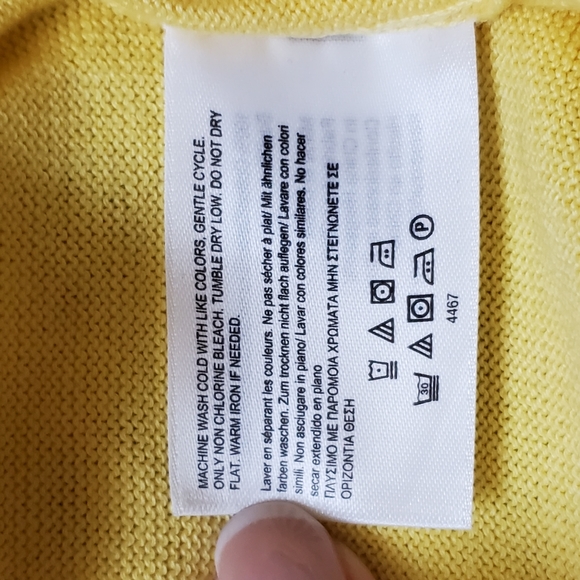 MACHINE WASH COLD WITH LIKE COLORS, GENTLE CYCLE.
ONLY NON CHLORINE BLEACH. TUMBLE DRY LOW. DO NOT DRY
FLAT. WARM IRON IF NEEDED.
Laver en séparant les couleurs. Ne pas sécher à plat/ Mit ähnlichen
farben waschen. Zum trocknen nicht flach auflegen/ Lavare con colori
simili. Non asciugare in piano/ Lavar con colores similares. No hacer
secar extendido en plano
ΠΛΥΣΙΜΟ ΜΕ ΠΑΡΟΜΟΙΑ ΧΡΩΜΑΤΑ ΜΗΝ ΣΤΕΓΝΩΝΕΤΕ ΣΕ
ΟΡΙΖΟΝΤΙΑ ΘΕΣΗ
30 P
4467